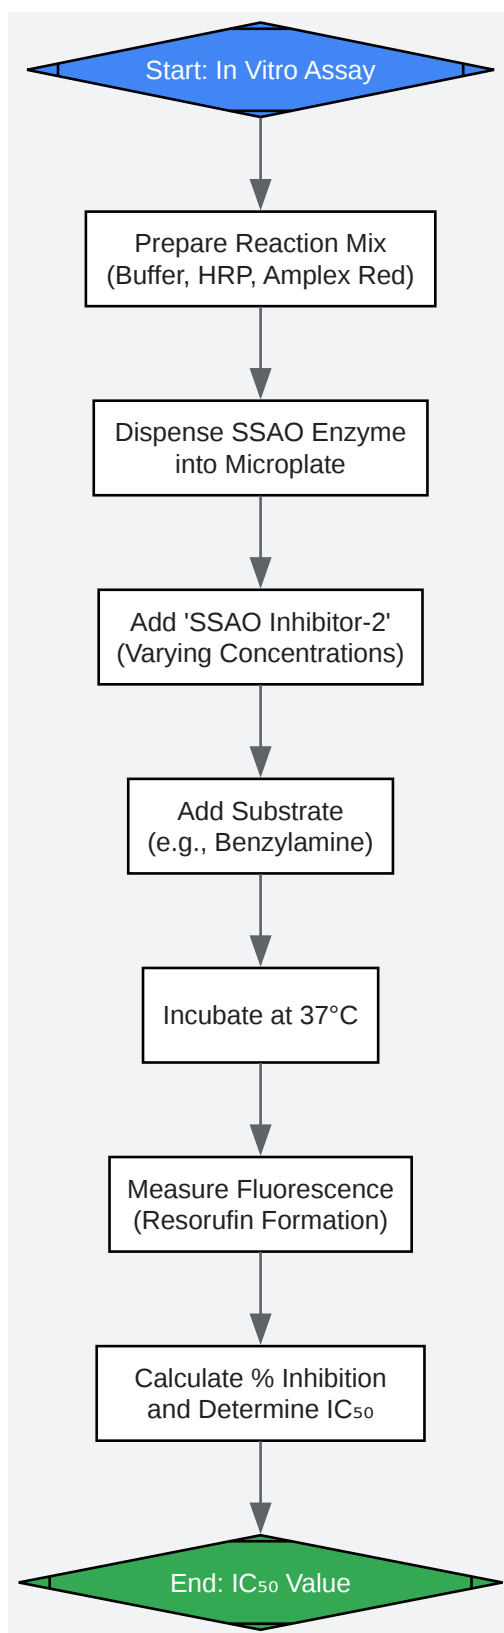 Start: In Vitro Assay
Prepare Reaction Mix
(Buffer, HRP, Amplex Red)
Dispense SSAO Enzyme
into Microplate
Add 'SSAO Inhibitor-2'
(Varying Concentrations)
Add Substrate
(e.g., Benzylamine)
Incubate at 37°C
Measure Fluorescence
(Resorufin Formation)
Calculate % Inhibition
and Determine IC₅₀
End: IC₅₀ Value